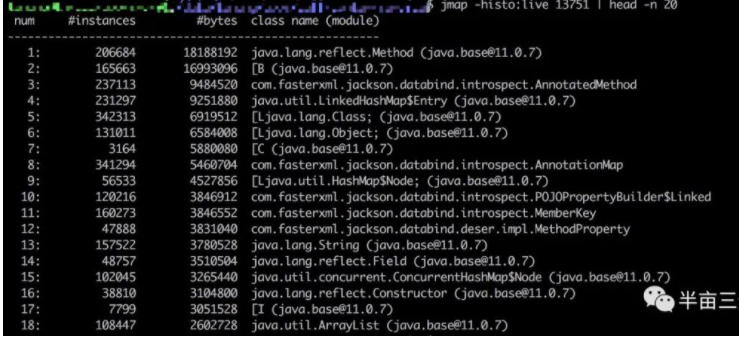 $ jmap -histo:live 13751 | head -n 20
num #instances #bytes class name (module)
-------------------------------------------------------
1: 206684 18188192 java.lang.reflect.Method (java.base@11.0.7)
2: 165663 16993096 [B (java.base@11.0.7)
3: 237113 9484520 com.fasterxml.jackson.databind.introspect.AnnotatedMethod
4: 231297 9251880 java.util.LinkedHashMap$Entry (java.base@11.0.7)
5: 342313 6919512 [Ljava.lang.Class; (java.base@11.0.7)
6: 131011 6584008 [Ljava.lang.Object; (java.base@11.0.7)
7: 3164 5880080 [C (java.base@11.0.7)
8: 341294 5460704 com.fasterxml.jackson.databind.introspect.AnnotationMap
9: 56533 4527856 [Ljava.util.HashMap$Node; (java.base@11.0.7)
10: 120216 3846912 com.fasterxml.jackson.databind.introspect.POJOPropertyBuilder$Linked
11: 160273 3846552 com.fasterxml.jackson.databind.introspect.MemberKey
12: 47888 3831040 com.fasterxml.jackson.databind.deser.impl.MethodProperty
13: 157522 3780528 java.lang.String (java.base@11.0.7)
14: 48757 3510504 java.lang.reflect.Field (java.base@11.0.7)
15: 102045 3265440 java.util.concurrent.ConcurrentHashMap$Node (java.base@11.0.7)
16: 38810 3104800 java.lang.reflect.Constructor (java.base@11.0.7)
17: 7799 3051528 [I (java.base@11.0.7)
18: 108447 2602728 java.util.ArrayList (java.base@11.0.7)
半亩三